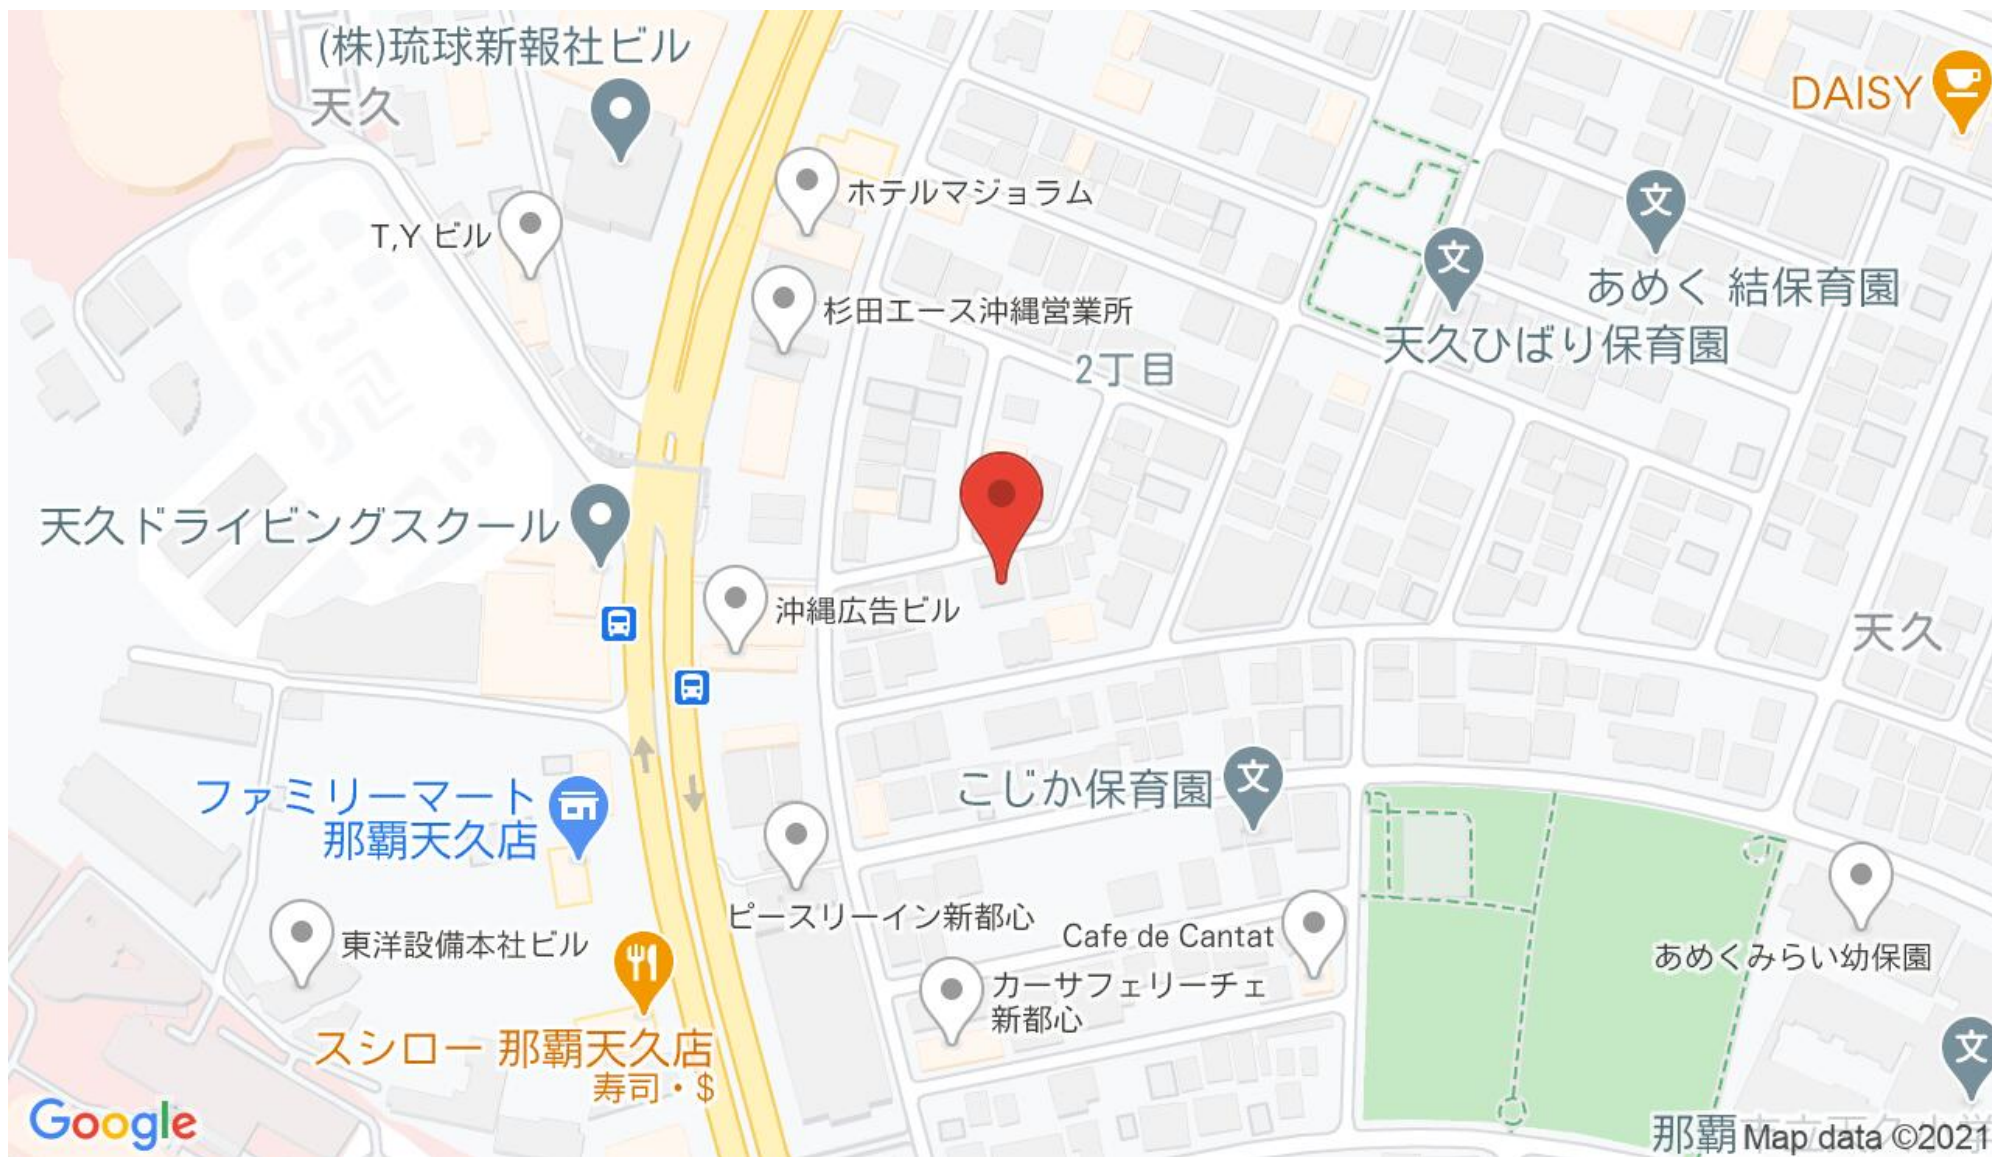 (株)琉球新報社ビル
天久
DAISY
ホテルマジョラム
T,Y ビル
文
文
あめく 結保育園
杉田エース沖縄営業所
天久ひばり保育園
2丁目
天久ドライビングスクール
沖縄広告ビル
天久
ファミリーマート
那覇天久店
こじか保育園
文
ピースリーイン新都心
Cafe de Cantat
東洋設備本社ビル
あめくみらい幼保園
カーサフェリーチェ
新都心
スシロー 那覇天久店
寿司・$
文
Google
那覇
Map data ©2021